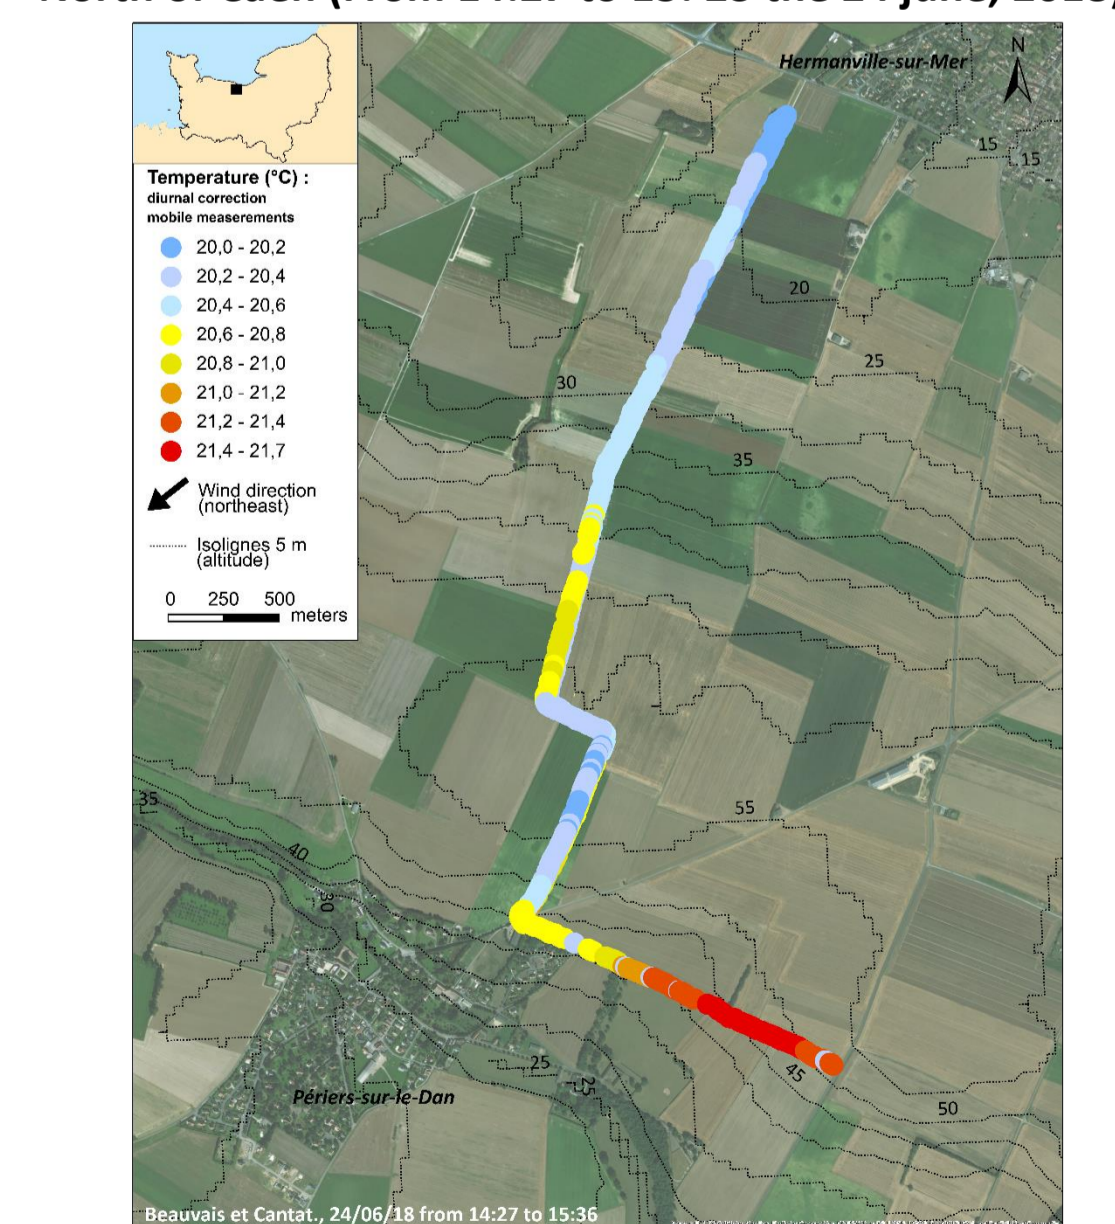 Hermanville-sur-Mer
N
15
15
Temperature (°C) :
diurnal correction
mobile measerements
20,0 - 20,2
20,2 - 20,4
20,4 - 20,6
20,6 - 20,8
20,8 - 21,0
21,0 - 21,2
21,2 - 21,4
21,4 - 21,7
Wind direction
(northeast)
Isolignes 5 m
(altitude)
0 250 500
meters
20
25
30
35
55
35
40
30
45
25
25
50
Périers-sur-le-Dan
Beauvais et Cantat., 24/06/18 from 14:27 to 15:36